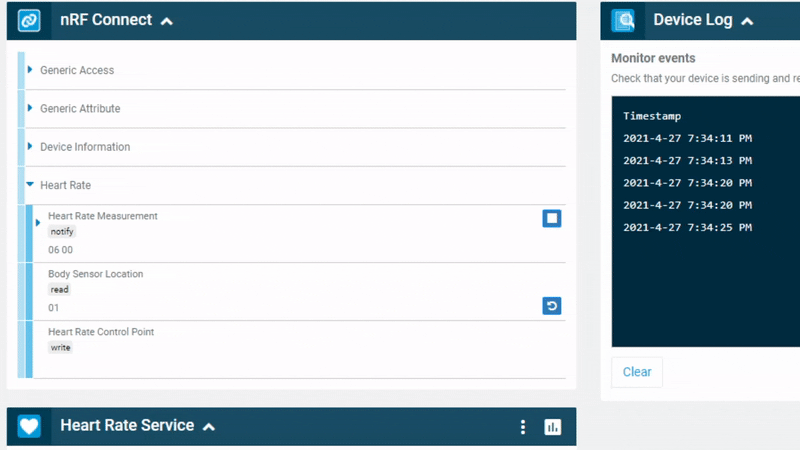 nRF Connect
Generic Access
Generic Attribute
Device Information
Heart Rate
Heart Rate Measurement
notify
06 00
Body Sensor Location
read
01
Heart Rate Control Point
write
Heart Rate Service
Device Log
Monitor events
Check that your device is sending and re
Timestamp
2021-4-27 7:34:11 PM
2021-4-27 7:34:13 PM
2021-4-27 7:34:20 PM
2021-4-27 7:34:20 PM
2021-4-27 7:34:25 PM
Clear